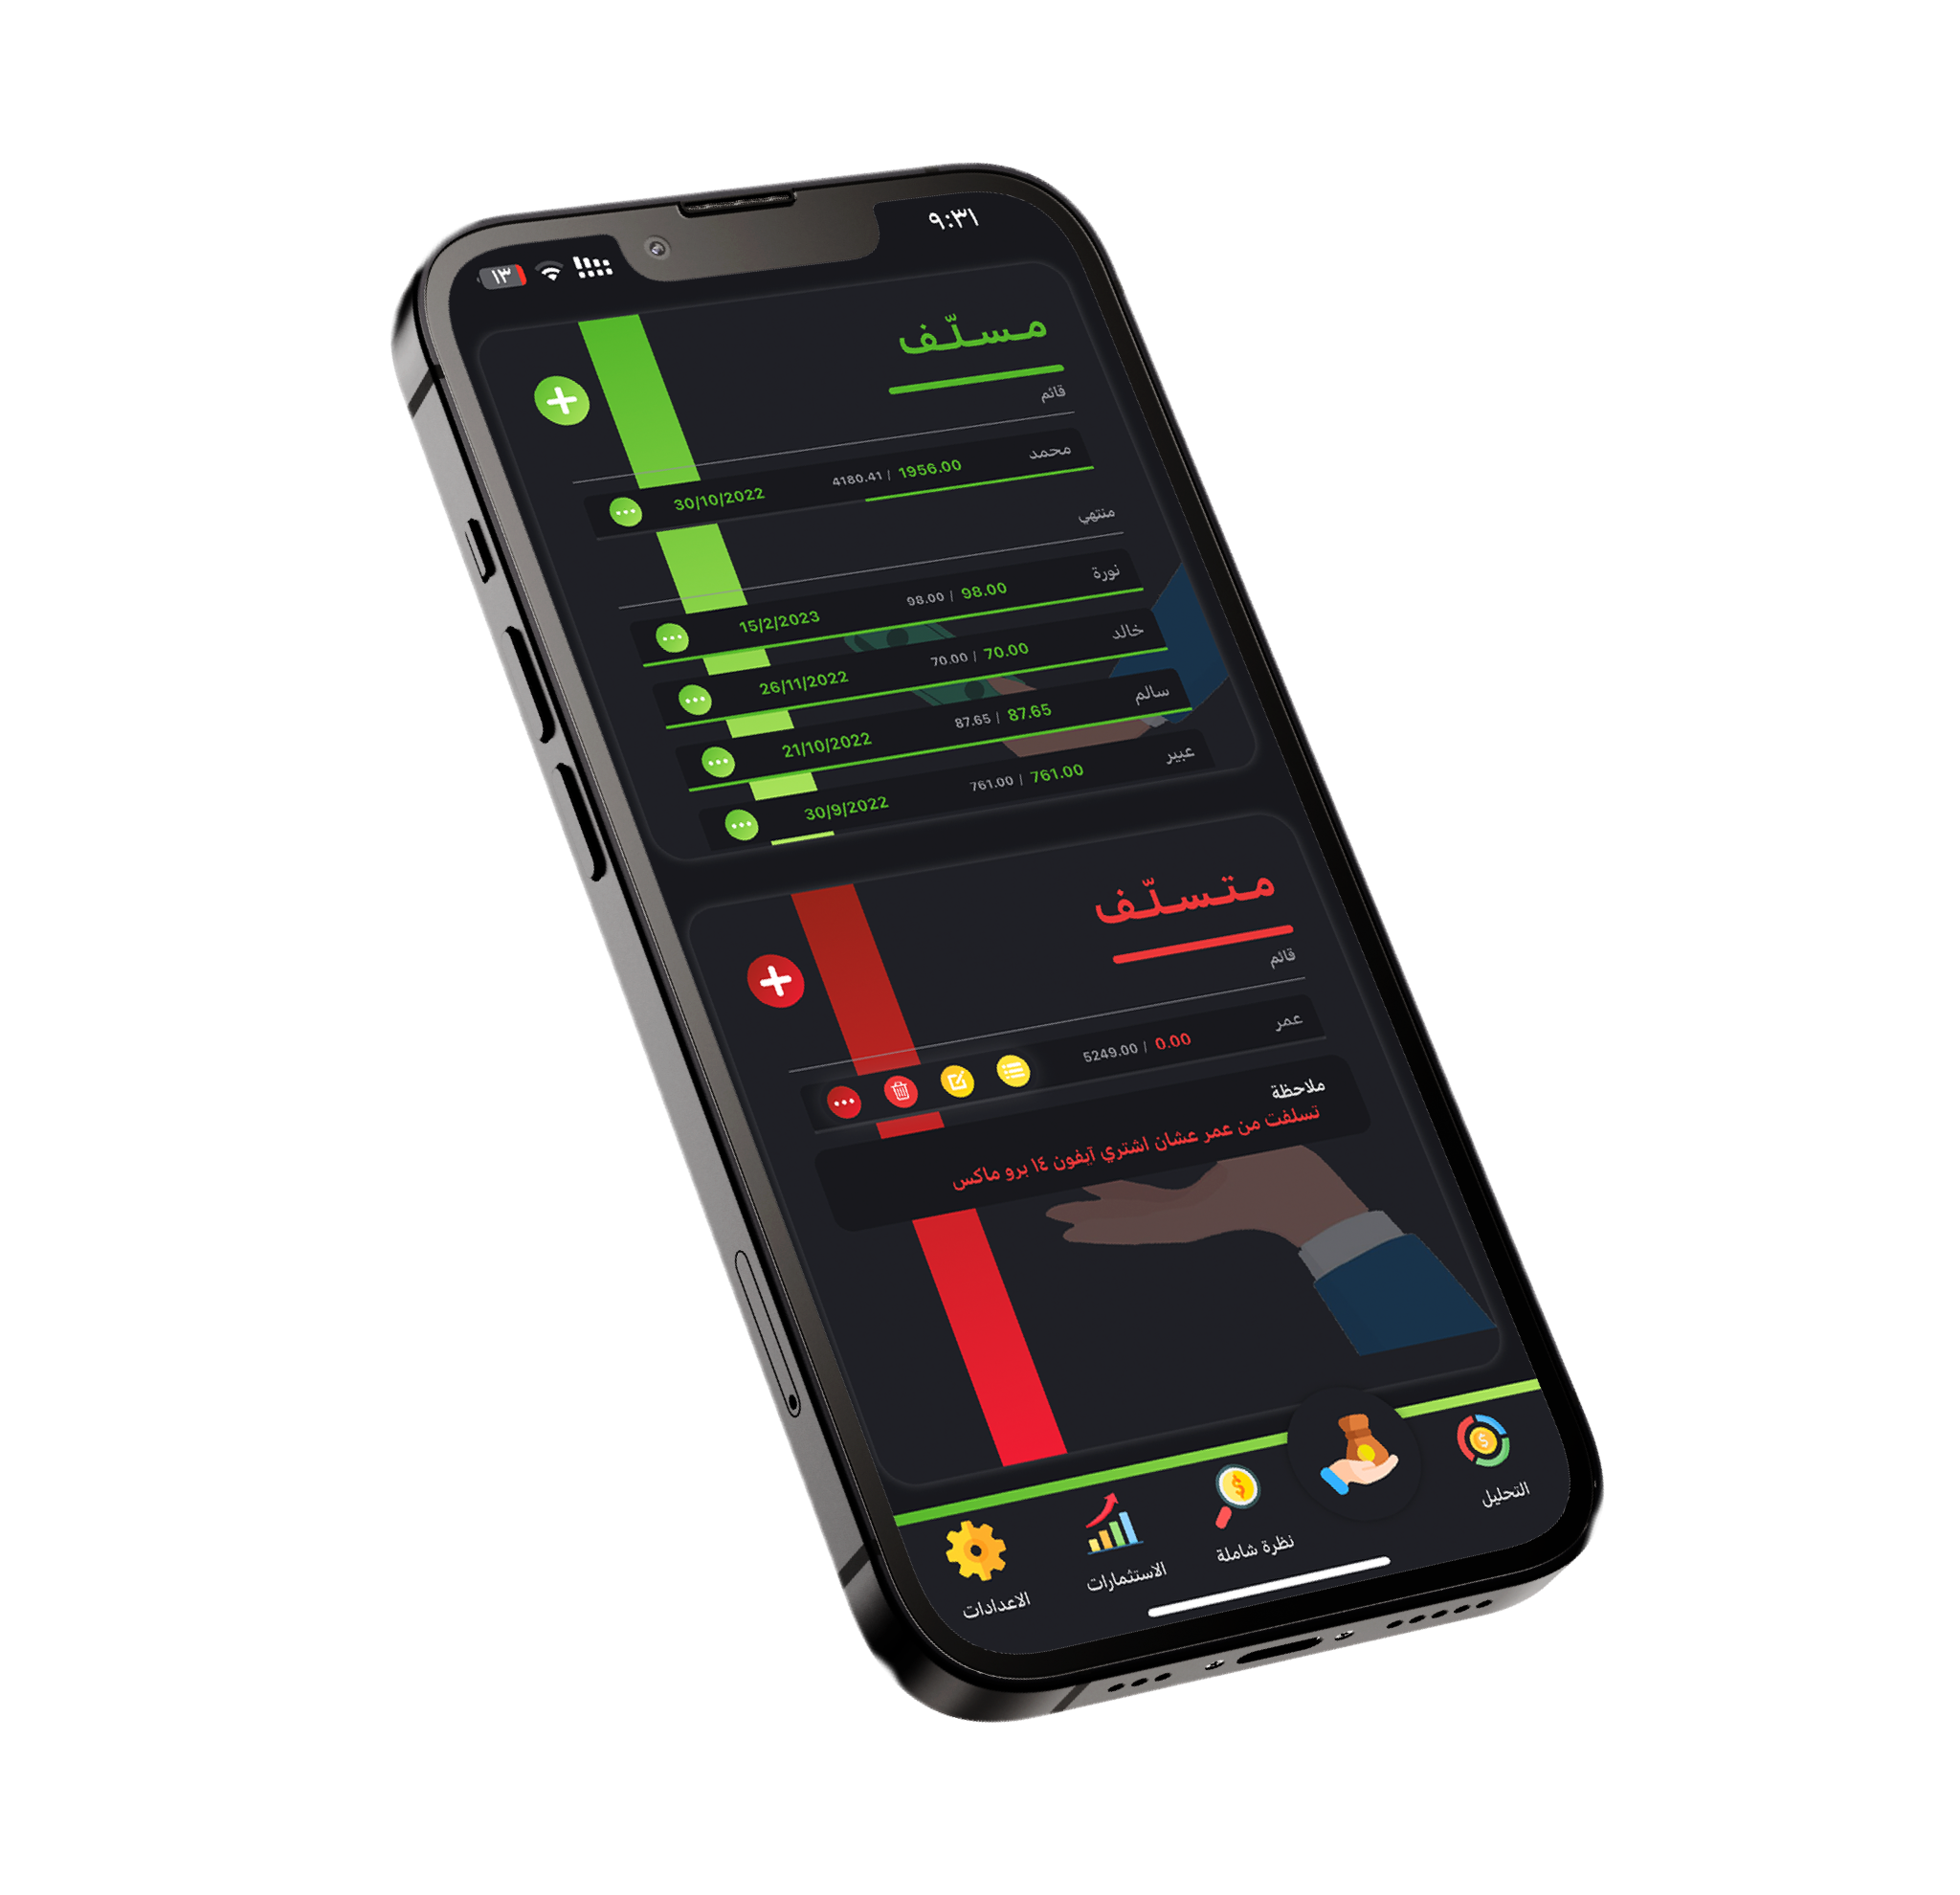 ٩:٣١
١٣
مسلّف
قائم
محمد 1956.00 | 4180.41 30/10/2022
منتهي
نورة 98.00 | 98.00 15/2/2023
خالد 70.00 | 70.00 26/11/2022
سالم 87.65 | 87.65 21/10/2022
عبير 761.00 | 761.00 30/9/2022
متسلّف
قائم
عمر 0.00 | 5249.00
ملاحظة
تسلفت من عمر عشان اشتري آيفون ١٤ برو ماكس
التحليل
نظرة شاملة
الاستثمارات
الاعدادات